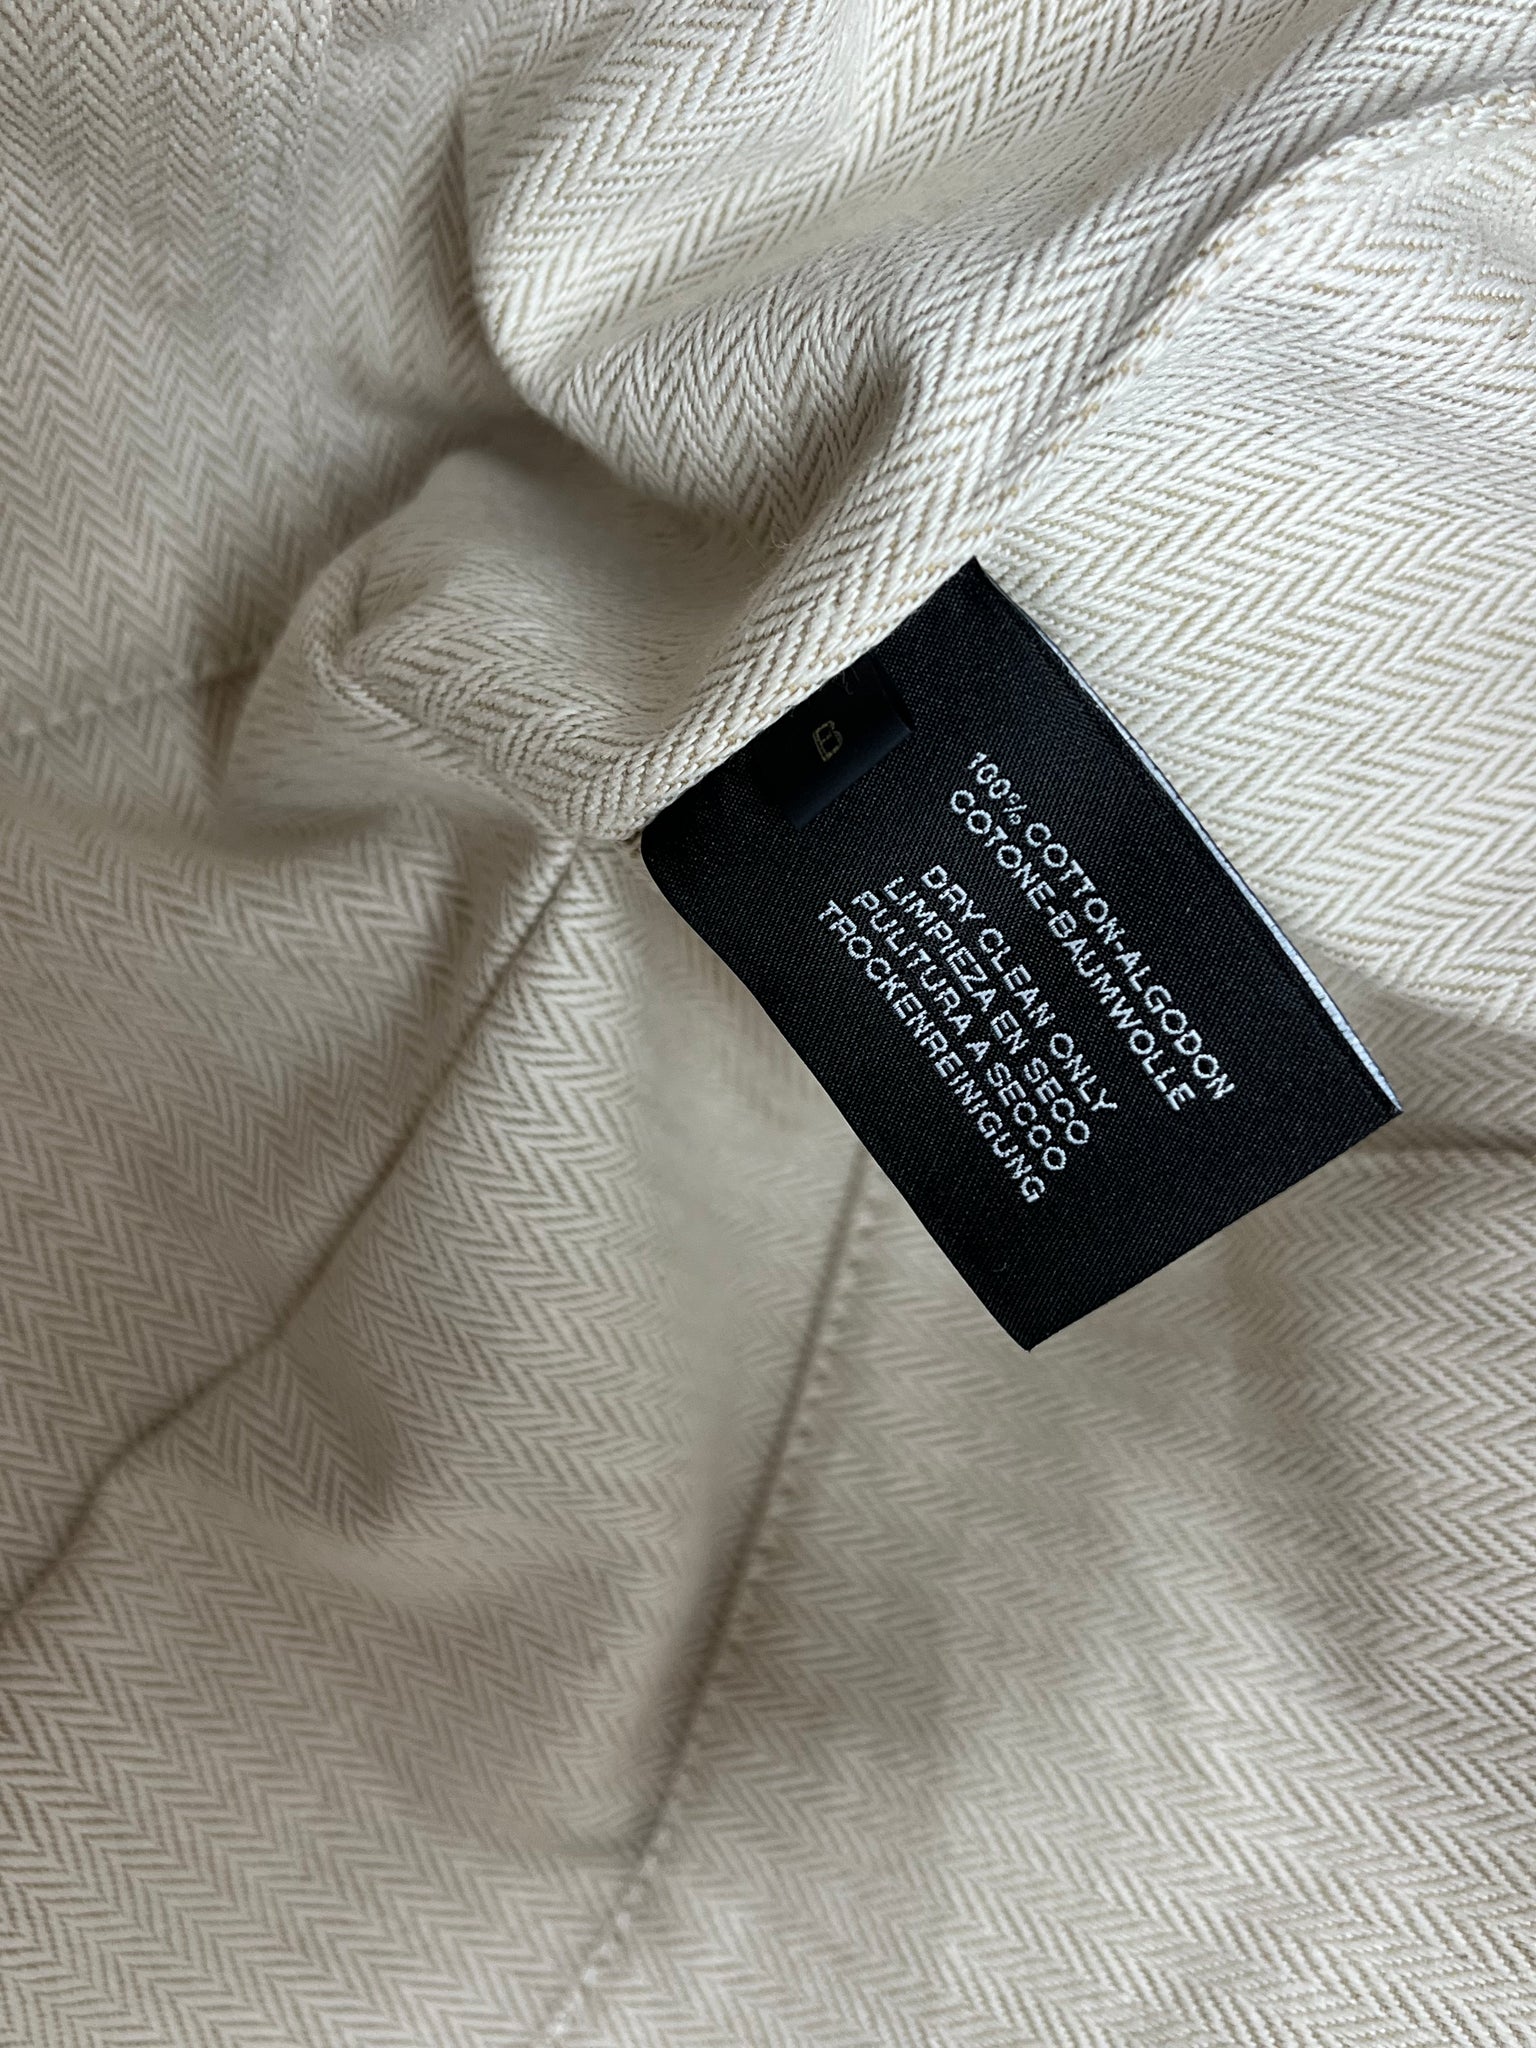 100% COTTON-ALGODON
COTONE-BAUMWOLLE
DRY CLEAN ONLY
LIMPIEZA EN SECO
PULITURA A SECCO
TROCKENREINIGUNG
B